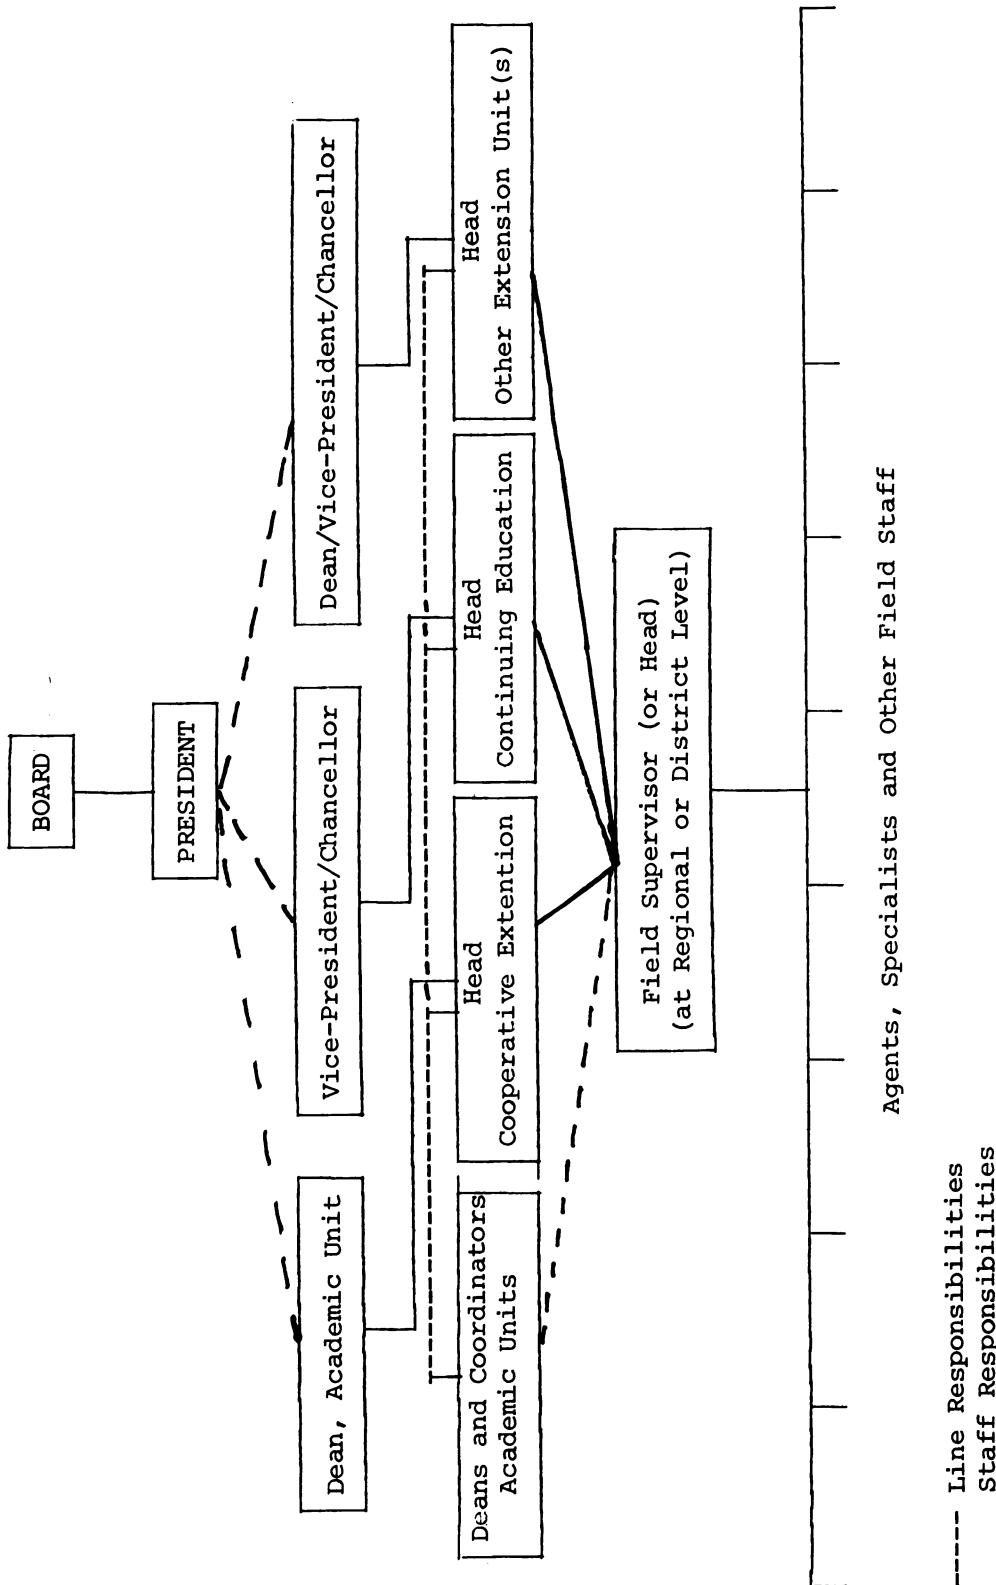 BOARD
PRESIDENT
Dean, Academic Unit
Vice-President/Chancellor
Dean/Vice-President/Chancellor
Deans and Coordinators
Academic Units
Head
Cooperative Extention
Head
Continuing Education
Head
Other Extension Unit(s)
Field Supervisor (or Head)
(at Regional or District Level)
Agents, Specialists and Other Field Staff
Line Responsibilities
Staff Responsibilities